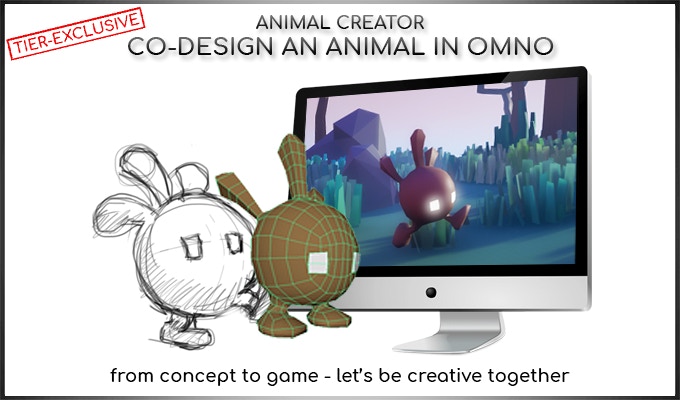 TIER-EXCLUSIVE
ANIMAL CREATOR
CO-DESIGN AN ANIMAL IN OMNO
from concept to game - let's be creative together